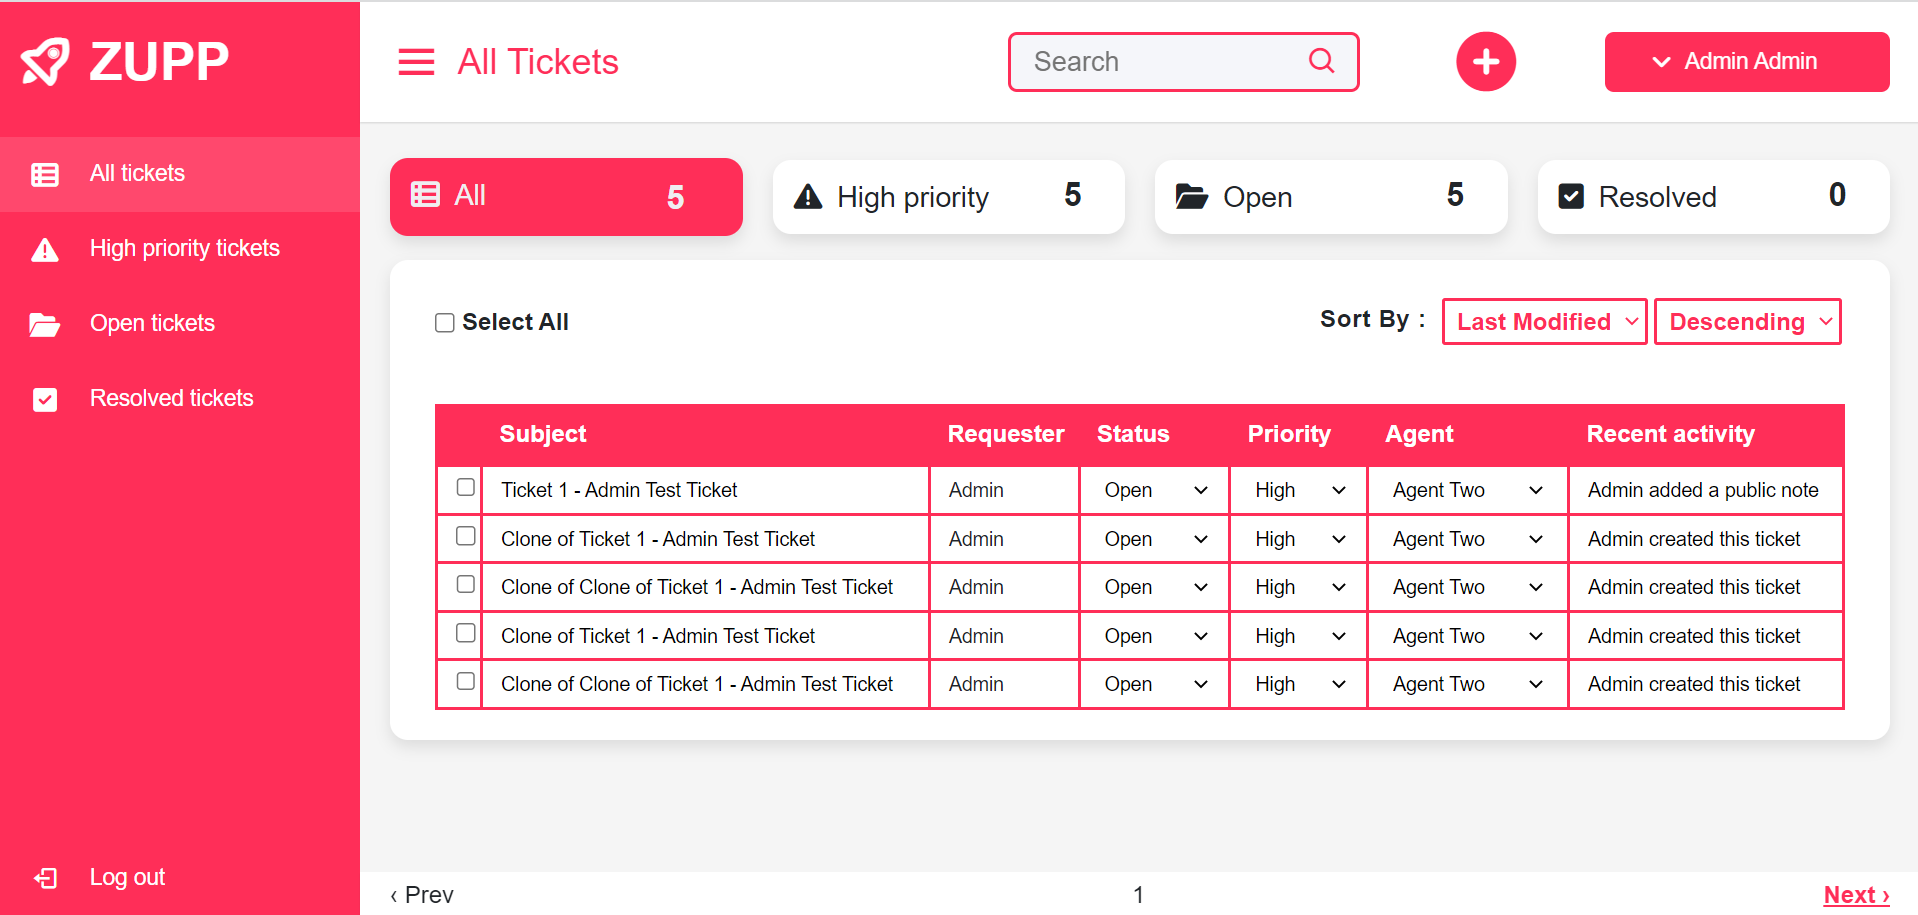 ZUPP
All tickets
High priority tickets
Open tickets
Resolved tickets
Log out
All Tickets
Search
Admin Admin
All 5
High priority 5
Open 5
Resolved 0
Select All
Sort By : Last Modified Descending
Subject Requester Status Priority Agent Recent activity
Ticket 1 - Admin Test Ticket Admin Open High Agent Two Admin added a public note
Clone of Ticket 1 - Admin Test Ticket Admin Open High Agent Two Admin created this ticket
Clone of Clone of Ticket 1 - Admin Test Ticket Admin Open High Agent Two Admin created this ticket
Clone of Ticket 1 - Admin Test Ticket Admin Open High Agent Two Admin created this ticket
Clone of Clone of Ticket 1 - Admin Test Ticket Admin Open High Agent Two Admin created this ticket
‹ Prev 1 Next ›